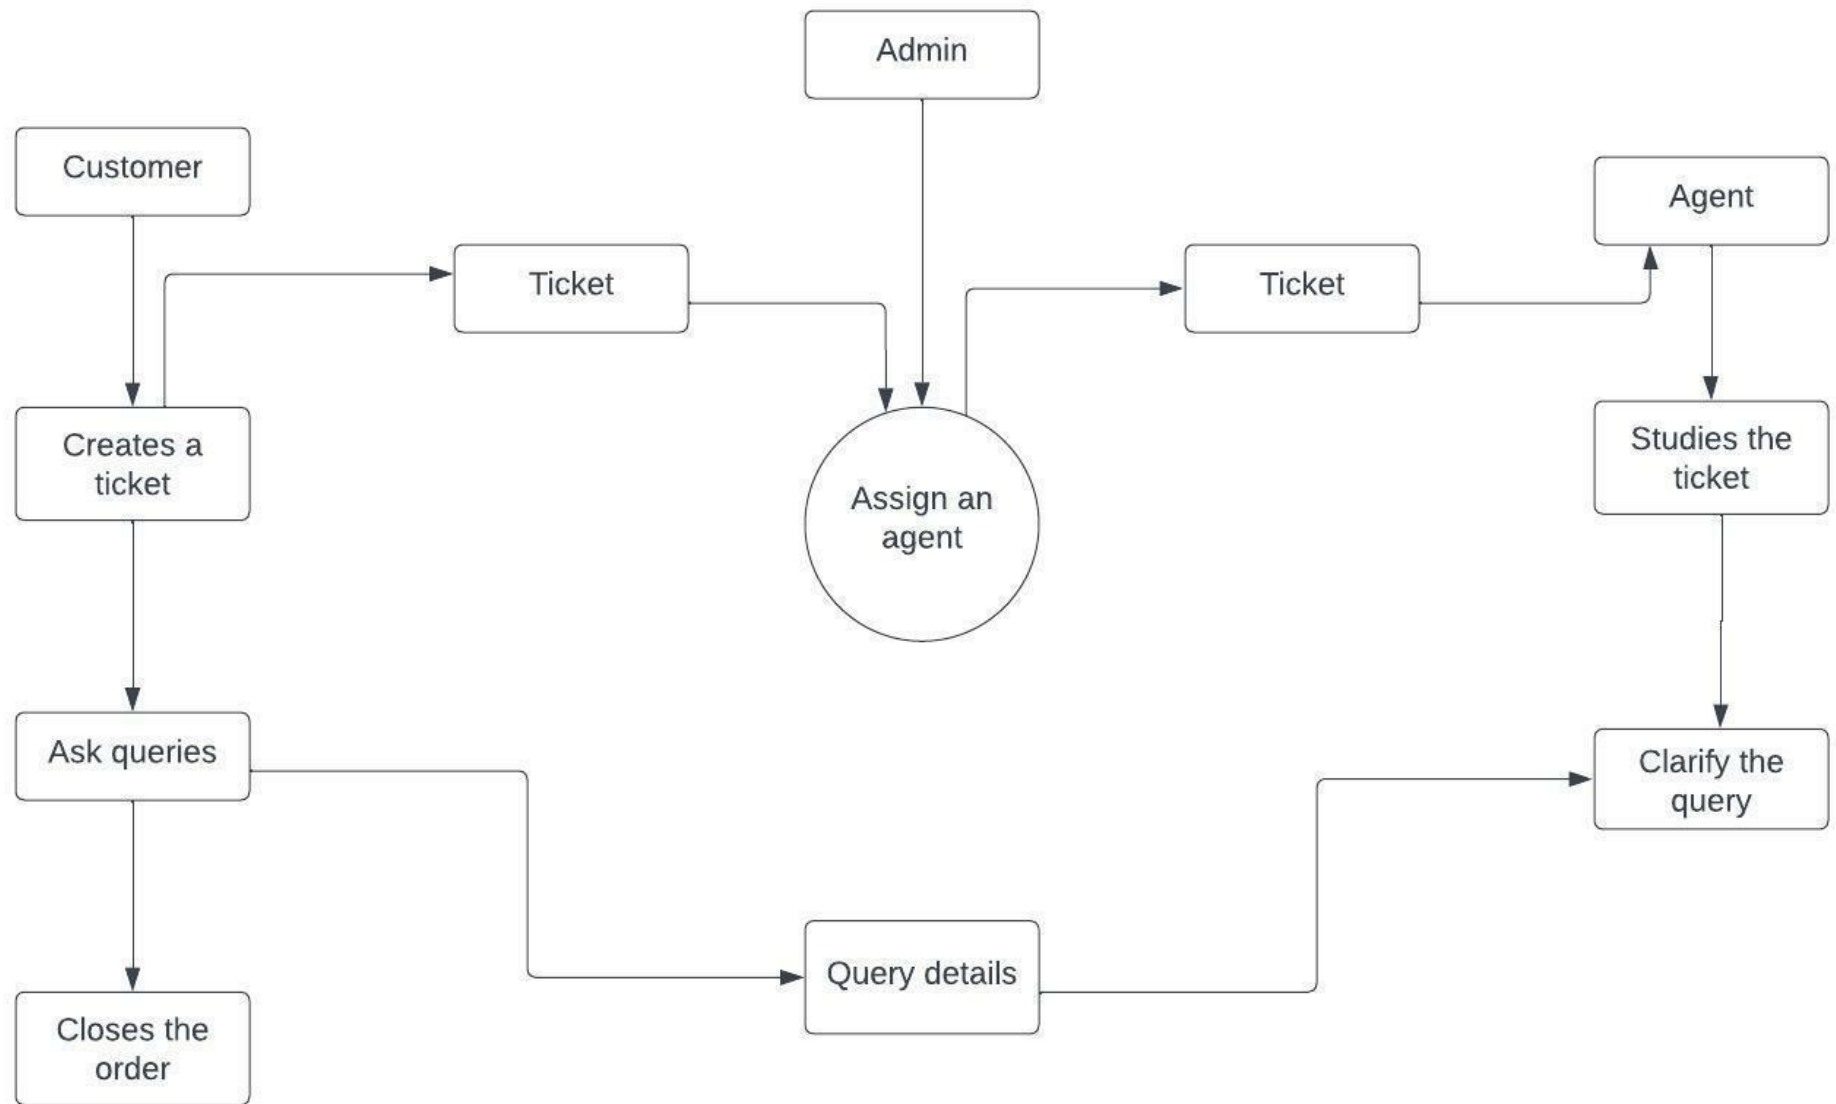 Admin
Customer
Agent
Ticket
Ticket
Creates a
ticket
Assign an
agent
Studies the
ticket
Ask queries
Clarify the
query
Query details
Closes the
order